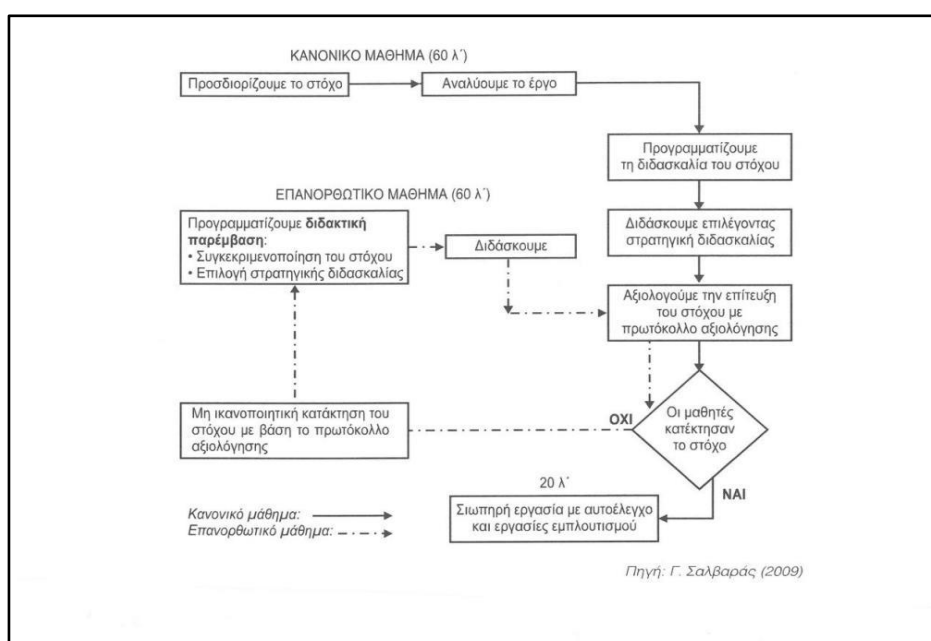 ΚΑΝΟΝΙΚΟ ΜΑΘΗΜΑ (60 λ΄)
Προσδιορίζουμε το στόχο
Αναλύουμε το έργο
Προγραμματίζουμε
τη διδασκαλία του στόχου
ΕΠΑΝΟΡΘΩΤΙΚΟ ΜΑΘΗΜΑ (60 λ΄)
Προγραμματίζουμε διδακτική
παρέμβαση:
• Συγκεκριμενοποίηση του στόχου
• Επιλογή στρατηγικής διδασκαλίας
Διδάσκουμε
Διδάσκουμε επιλέγοντας
στρατηγική διδασκαλίας
Αξιολογούμε την επίτευξη
του στόχου με
πρωτόκολλο αξιολόγησης
Μη ικανοποιητική κατάκτηση του
στόχου με βάση το πρωτόκολλο
αξιολόγησης
ΟΧΙ
Οι μαθητές
κατέκτησαν
το στόχο
ΝΑΙ
20 λ΄
Σιωπηρή εργασία με αυτοέλεγχο
και εργασίες εμπλουτισμού
Κανονικό μάθημα:
Επανορθωτικό μάθημα:
Πηγή: Γ. Σαλβαράς (2009)